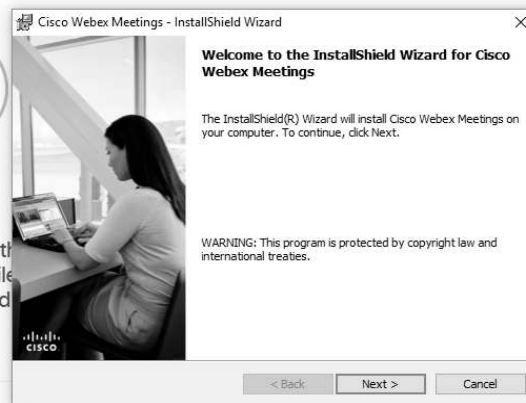 Cisco Webex Meetings - InstallShield Wizard
Welcome to the InstallShield Wizard for Cisco
Webex Meetings
The InstallShield(R) Wizard will install Cisco Webex Meetings on
your computer. To continue, click Next.
WARNING: This program is protected by copyright law and
international treaties.
CISCO
< Back
Next >
Cancel